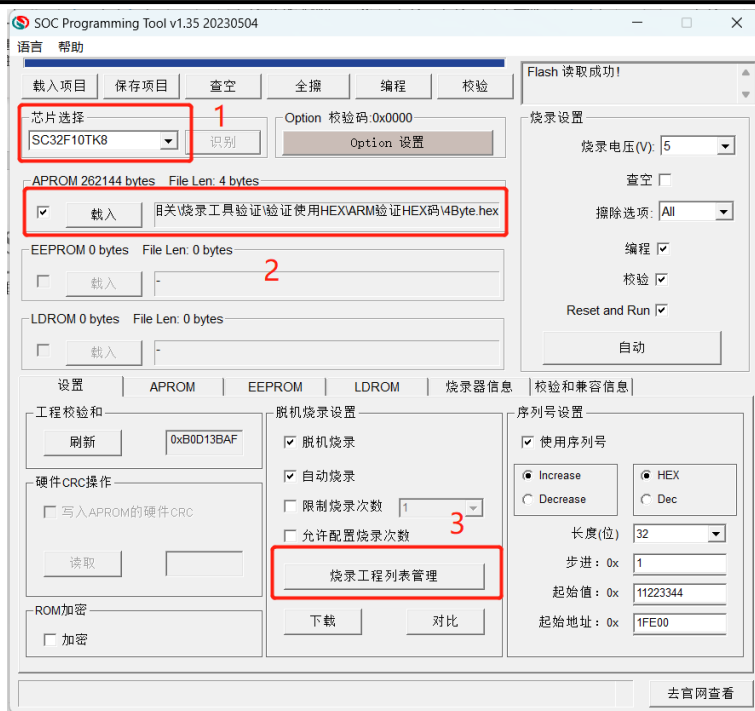 SOC Programming Tool v1.35 20230504
语言 帮助
载入项目 保存项目 查空 全擦 编程 校验
Flash 读取成功!
芯片选择
SC32F10TK8
1
识别
Option 校验码:0x0000
Option 设置
烧录设置
烧录电压(V): 5
查空
擦除选项: All
编程
校验
Reset and Run
自动
APROM 262144 bytes File Len: 4 bytes
载入
目关\烧录工具验证\验证使用HEX\ARM验证HEX码\4Byte.hex
EEPROM 0 bytes File Len: 0 bytes
2
载入 -
LDROM 0 bytes File Len: 0 bytes
载入 -
设置 APROM EEPROM LDROM 烧录器信息 校验和兼容信息
工程校验和
刷新 0xB0D13BAF
硬件CRC操作
写入APROM的硬件CRC
读取
ROM加密
加密
脱机烧录设置
脱机烧录
自动烧录
限制烧录次数 1
允许配置烧录次数
3
烧录工程列表管理
下载 对比
序列号设置
使用序列号
Increase HEX
Decrease Dec
长度(位) 32
步进: 0x 1
起始值: 0x 11223344
起始地址: 0x 1FE00
去官网查看